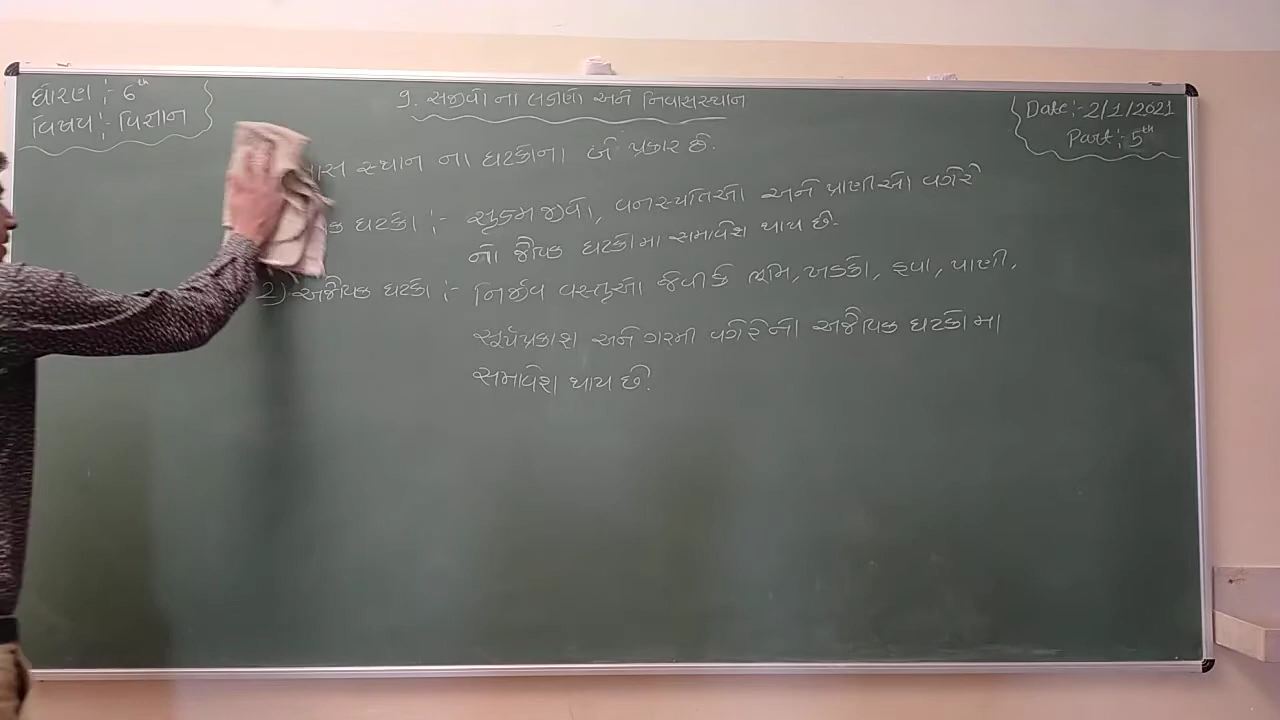 ધોરણ :- 6th
વિષય :- વિજ્ઞાન
9. સજીવો ના લક્ષણો અને નિવાસસ્થાન
Date:- 2/1/2021
Part:- 5th
સ્થાન ના ઘટકોના બે પ્રકાર છે.
ઘટકો :- સૂક્ષ્મજીવો, વનસ્પતિઓ અને પ્રાણીઓ વગેરે
નો જૈવિક ઘટકોમા સમાવેશ થાય છે.
2) અજૈવિક ઘટકો :- નિર્જીવ વસ્તુઓ જેવીકે ભૂમિ, ખડકો, હવા, પાણી,
સૂર્યપ્રકાશ અને ગરમી વગેરેનો અજૈવિક ઘટકોમા
સમાવેશ થાય છે.